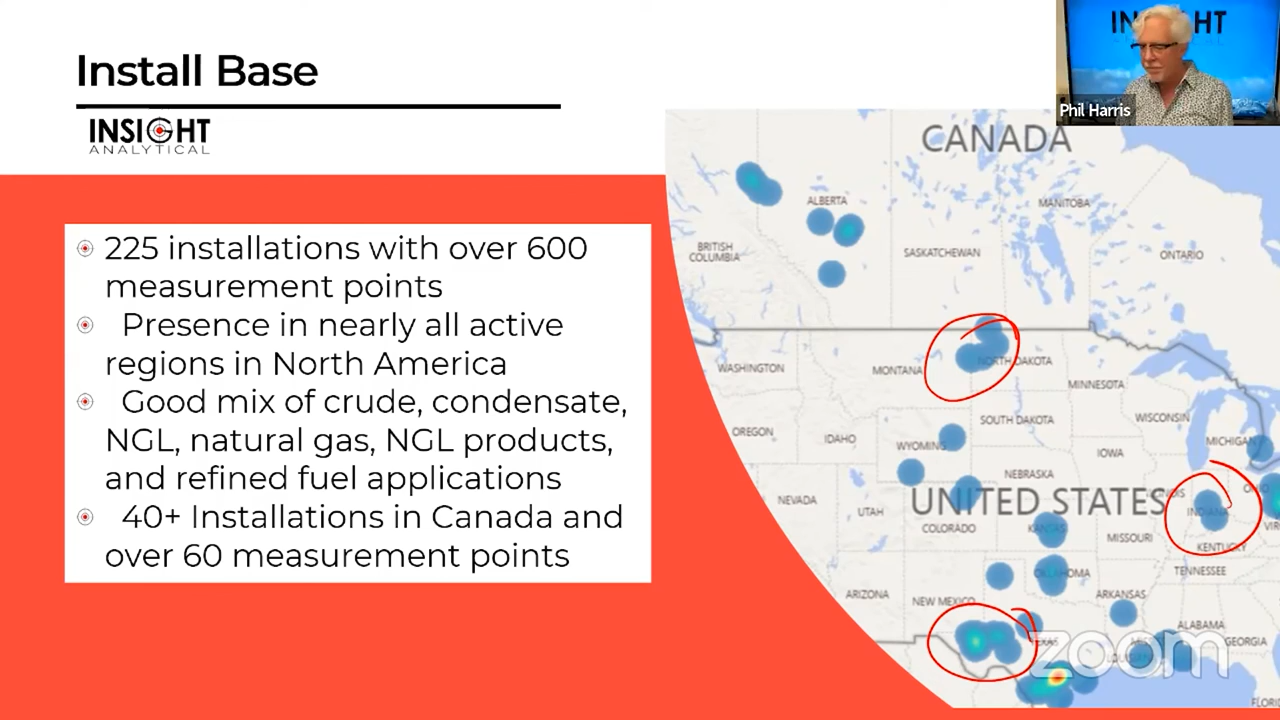 Install Base
INSIGHT
ANALYTICAL
225 installations with over 600
measurement points
Presence in nearly all active
regions in North America
Good mix of crude, condensate,
NGL, natural gas, NGL products,
and refined fuel applications
40+ Installations in Canada and
over 60 measurement points
Phil Harris
CANADA
ALBERTA
MANITOBA
BRITISH
COLUMBIA
SASKATCHEWAN
ONTARIO
WASHINGTON
MONTANA
NORTH DAKOTA
MINNESOTA
OREGON
IDAHO
SOUTH DAKOTA
WISCONSIN
MICHIGAN
WYOMING
IOWA
NEBRASKA
NEVADA
UTAH
UNITED STATES
INDIANA
COLORADO
KANSAS
MISSOURI
KENTUCKY
OKLAHOMA
TENNESSEE
ARIZONA
NEW MEXICO
ARKANSAS
TEXAS
ALABAMA
GEORGIA
zoom